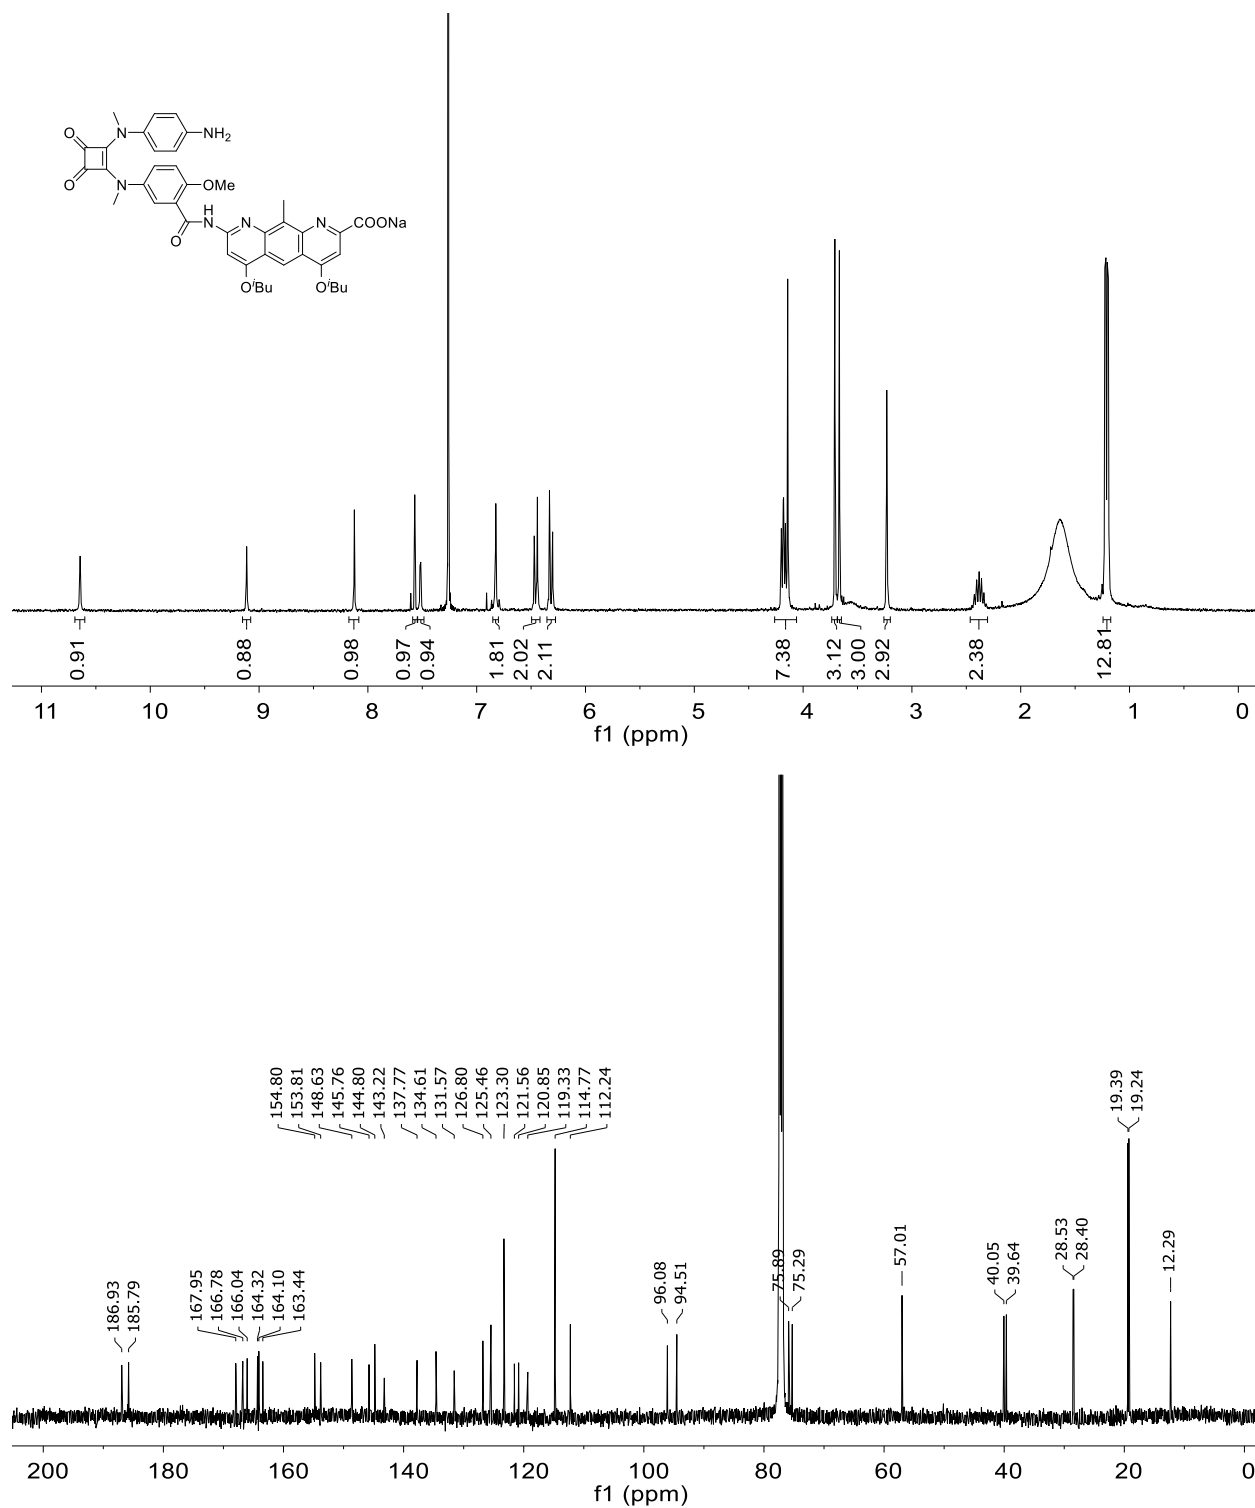 O
N
NH2
O
N
OMe
H
N
O
N
N
COONa
OiBu
OiBu
0.91
0.88
0.98
0.97
0.94
1.81
2.02
2.11
7.38
3.12
3.00
2.92
2.38
12.81
11 10 9 8 7 6 5 4 3 2 1 0
f1 (ppm)
186.93
185.79
167.95
166.78
166.04
164.32
164.10
163.44
154.80
153.81
148.63
145.76
144.80
143.22
137.77
134.61
131.57
126.80
125.46
123.30
121.56
120.85
119.33
114.77
112.24
96.08
94.51
75.89
75.29
57.01
40.05
39.64
28.53
28.40
19.39
19.24
12.29
200 180 160 140 120 100 80 60 40 20 0
f1 (ppm)